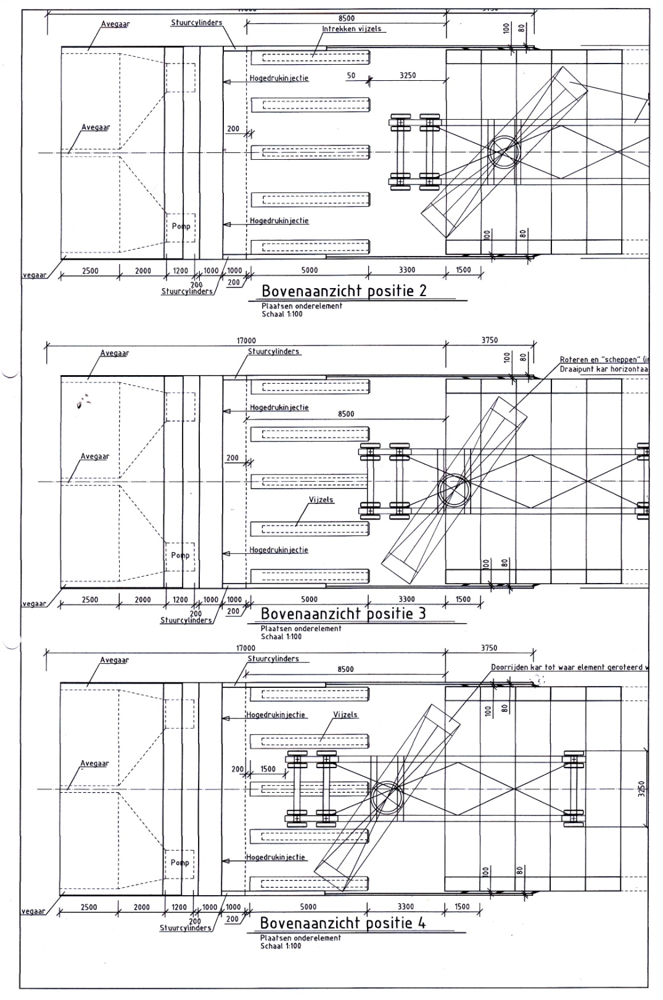 17000
3750
8500
Avegaar
Stuurcylinders
Intrekken vijzels
100
80
Hogedrukinjectie
50
3250
Avegaar
200
Hogedrukinjectie
Pomp
100
80
vegaar
2500
2000
1200
1000
1000
5000
3300
1500
200
200
Stuurcylinders
Bovenaanzicht positie 2
Plaatsen onderelement
Schaal 1:100
17000
3750
Avegaar
Stuurcylinders
100
80
Roteren en "scheppen" (i
Draaipunt kar horizontaa
Hogedrukinjectie
8500
Avegaar
200
Vijzels
Hogedrukinjectie
Pomp
100
80
vegaar
2500
2000
1200
1000
1000
5000
3300
1500
200
200
Stuurcylinders
Bovenaanzicht positie 3
Plaatsen onderelement
Schaal 1:100
17000
3750
Avegaar
Stuurcylinders
8500
Doorrijden kar tot waar element geroteerd w
100
80
Hogedrukinjectie
Vijzels
Avegaar
200
1500
3250
Hogedrukinjectie
Pomp
100
80
vegaar
2500
2000
1200
1000
1000
5000
3300
1500
200
200
Stuurcylinders
Bovenaanzicht positie 4
Plaatsen onderelement
Schaal 1:100